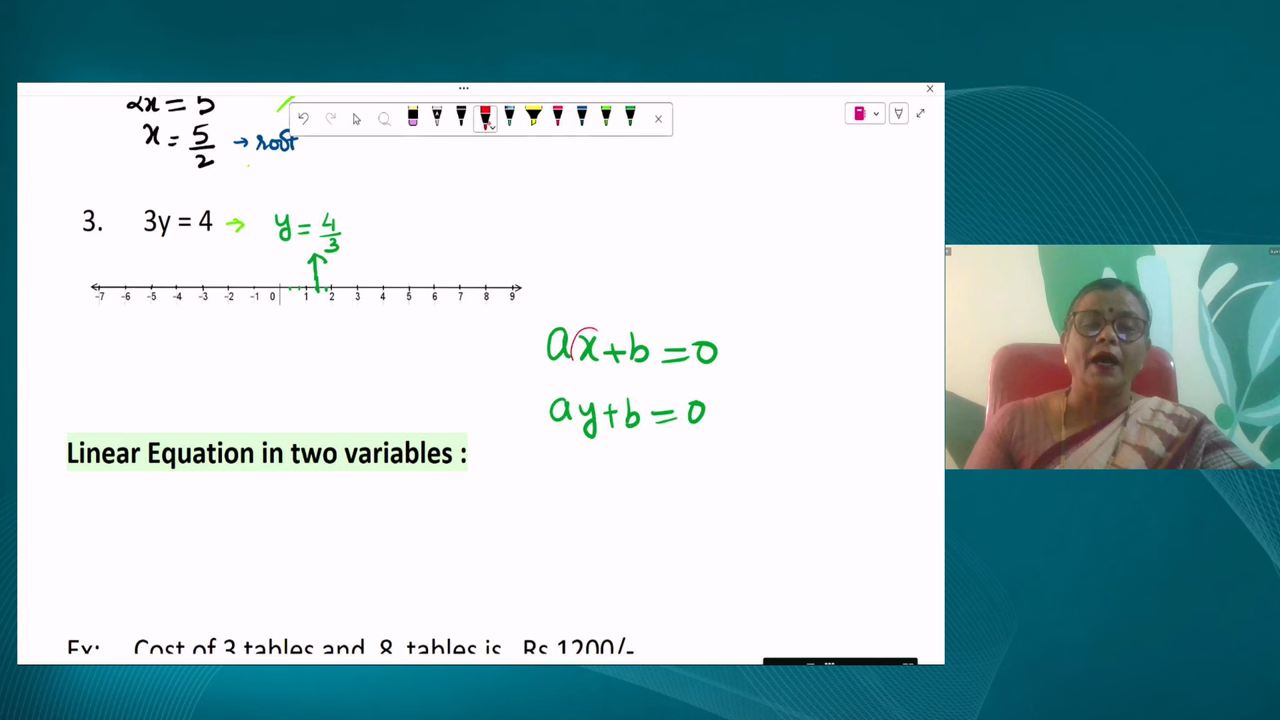 2x = 5
x = 5/2 → root
3. 3y = 4 → y = 4/3
-7 -6 -5 -4 -3 -2 -1 0 1 2 3 4 5 6 7 8 9
ax+b=0
ay+b=0
Linear Equation in two variables :
Ex: Cost of 3 tables and 8 tables is Rs 1200/-